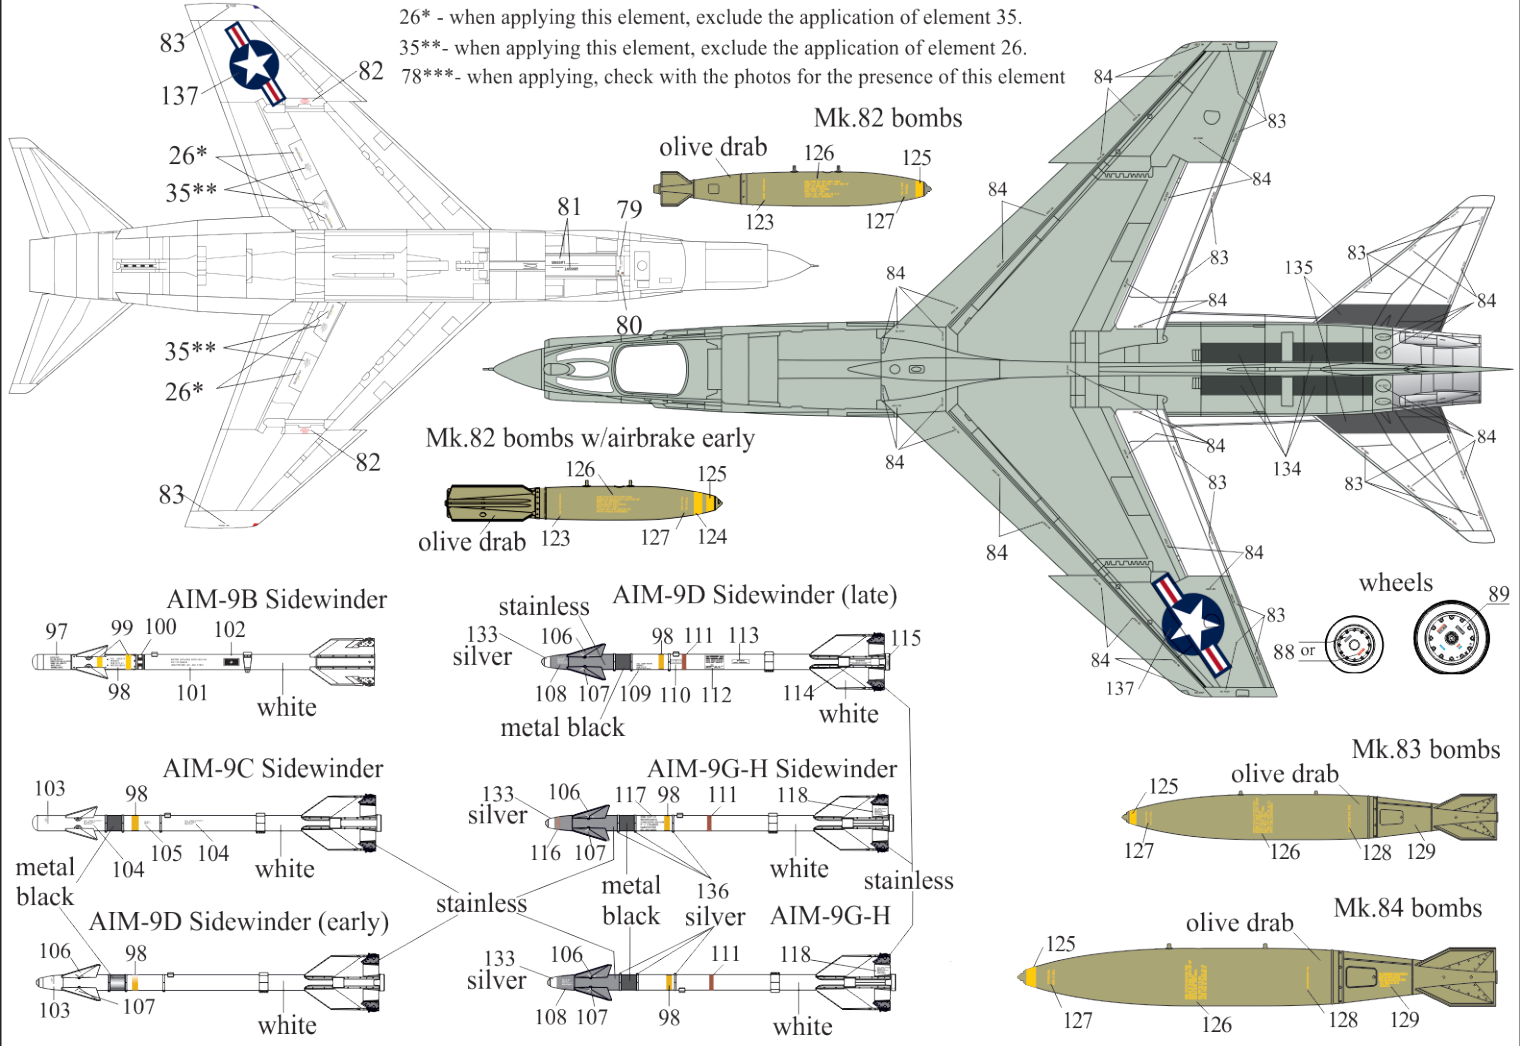 26* - when applying this element, exclude the application of element 35.
35**- when applying this element, exclude the application of element 26.
78***- when applying, check with the photos for the presence of this element
83
82
137
26*
35**
81
79
80
35**
26*
82
83
Mk.82 bombs
olive drab
126
125
123
127
Mk.82 bombs w/airbrake early
126
125
olive drab
123
127
124
84
83
84
84
83
84
84
83
135
84
84
84
83
134
84
83
84
84
83
84
137
wheels
89
88 or
AIM-9B Sidewinder
97
99
100
102
98
101
white
AIM-9D Sidewinder (late)
stainless
133
silver
106
98
111
113
115
108
107
109
110
112
114
metal black
white
AIM-9C Sidewinder
103
98
105
104
104
metal
black
white
AIM-9G-H Sidewinder
133
silver
106
117
98
111
118
116
107
136
metal
black
white
stainless
stainless
AIM-9D Sidewinder (early)
106
98
103
107
white
silver
AIM-9G-H
133
silver
106
111
118
108
107
98
white
Mk.83 bombs
olive drab
125
127
126
128
129
Mk.84 bombs
olive drab
125
127
126
128
129